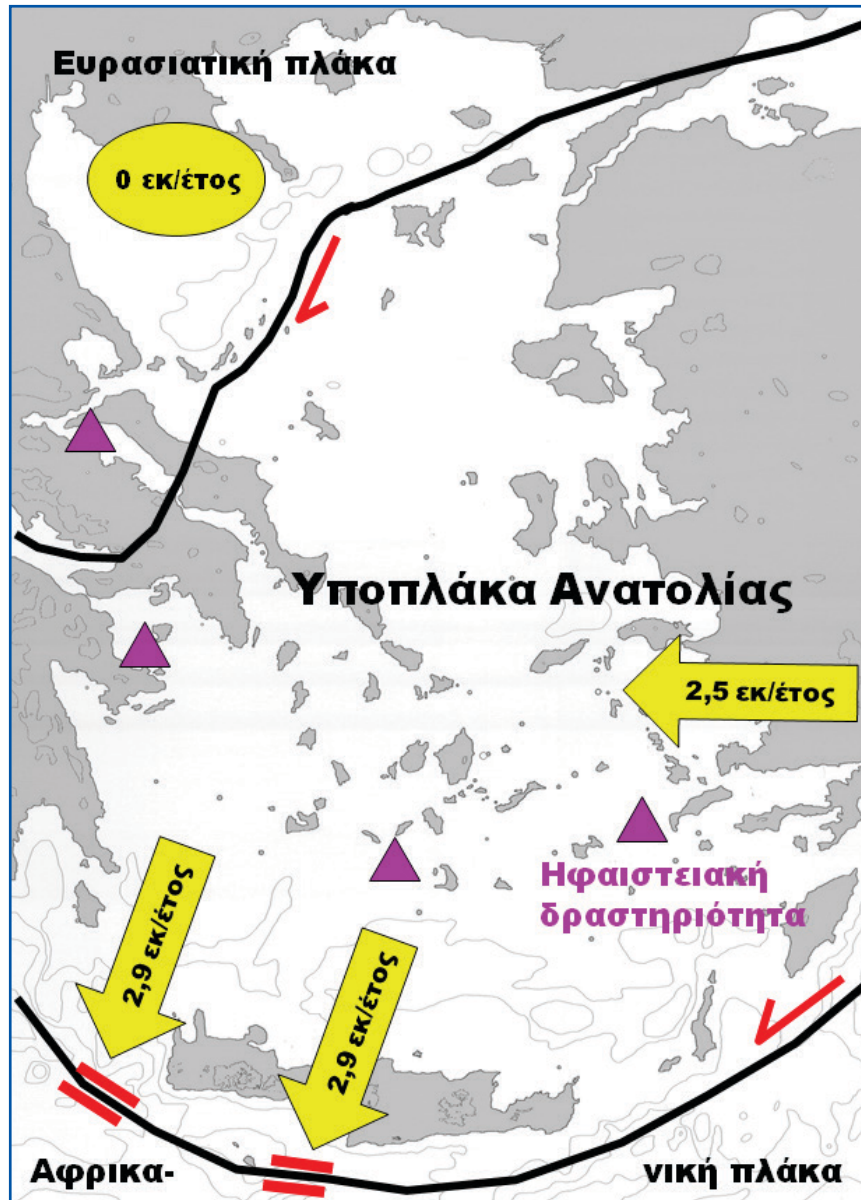 Ευρασιατική πλάκα
0 εκ/έτος
Υποπλάκα Ανατολίας
2,5 εκ/έτος
Ηφαιστειακή
δραστηριότητα
2,9 εκ/έτος
2,9 εκ/έτος
Αφρικα-
νική πλάκα